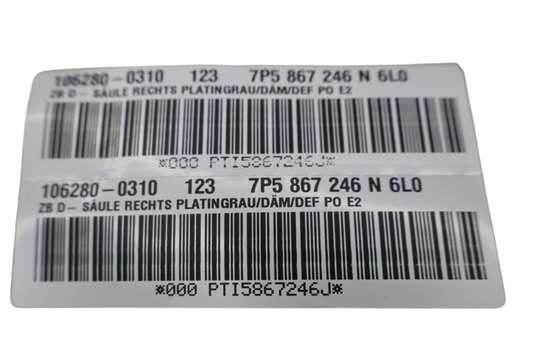 106280-0310 123 7P5 867 246 N 6L0
ZB D- SÄULE RECHTS PLATINGRAU/DÄM/DEF PO E2
*000 PTI5867246J*
106280-0310 123 7P5 867 246 N 6L0
ZB D- SÄULE RECHTS PLATINGRAU/DÄM/DEF PO E2
*000 PTI5867246J*